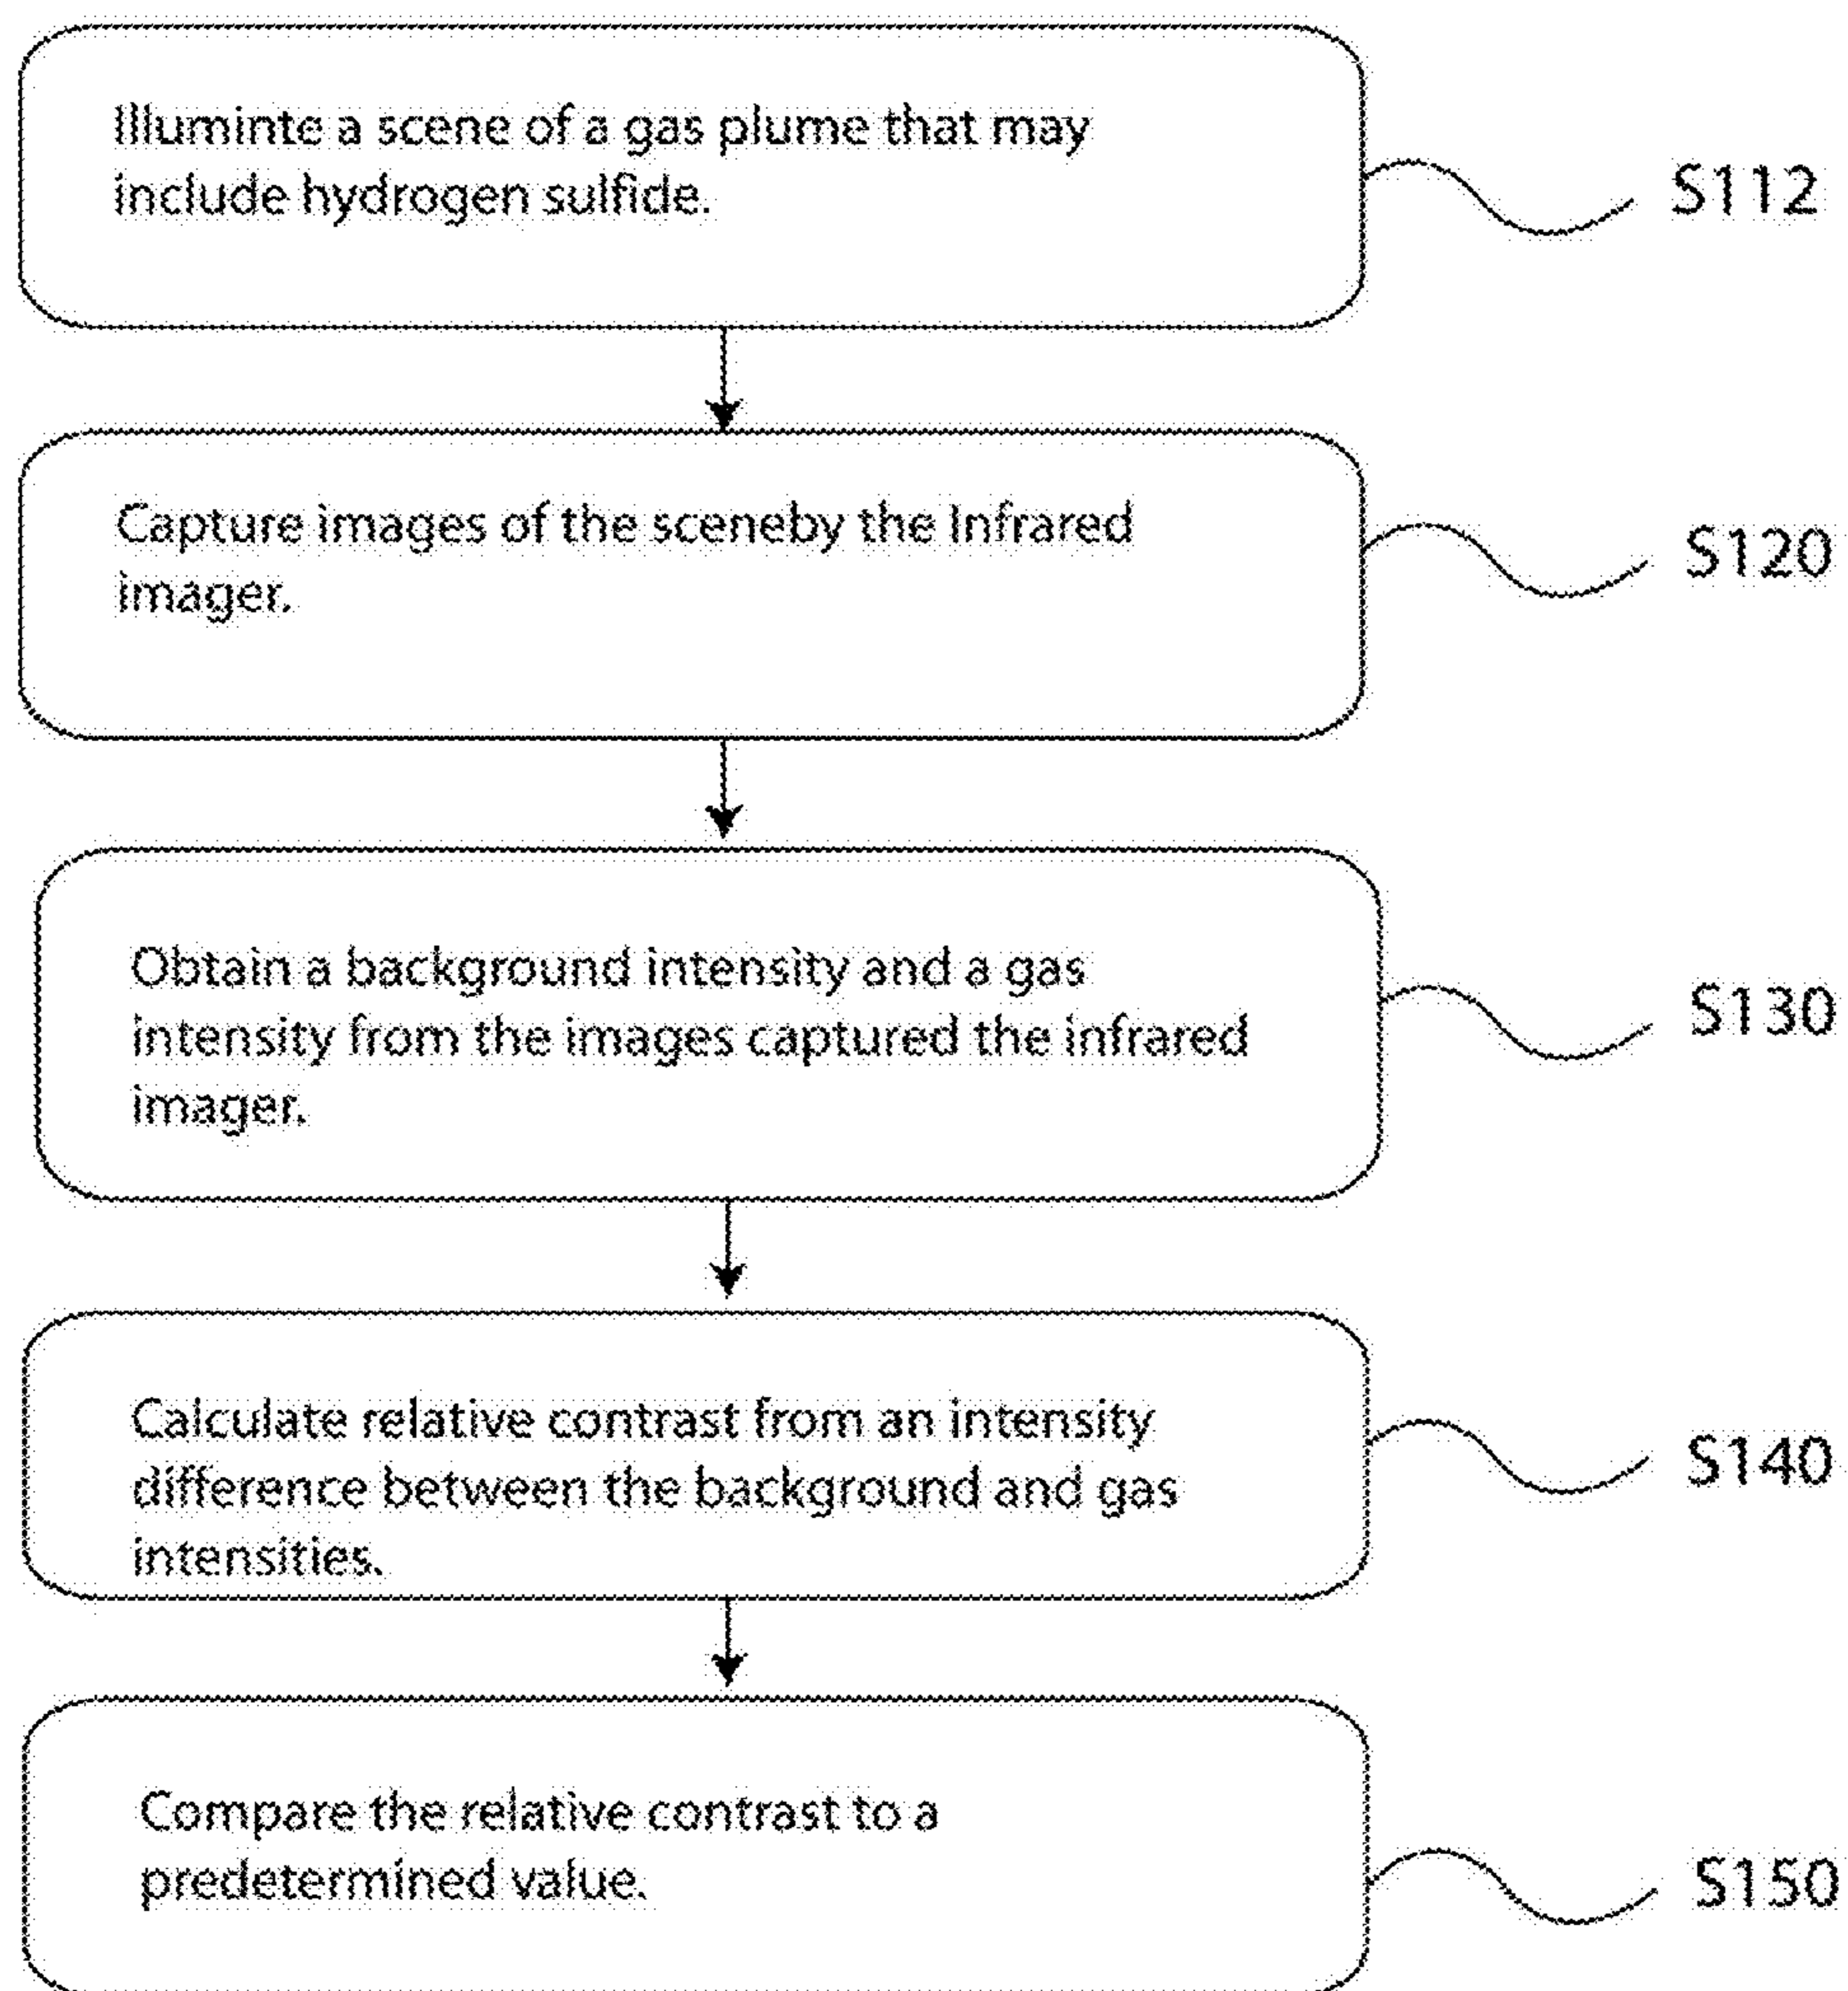 Illuminte a scene of a gas plume that may
include hydrogen sulfide.
S112
Capture images of the sceneby the Infrared
imager.
S120
Obtain a background intensity and a gas
intensity from the images captured the infrared
imager.
S130
Calculate relative contrast from an intensity
difference between the background and gas
intensities.
S140
Compare the relative contrast to a
predetermined value.
S150